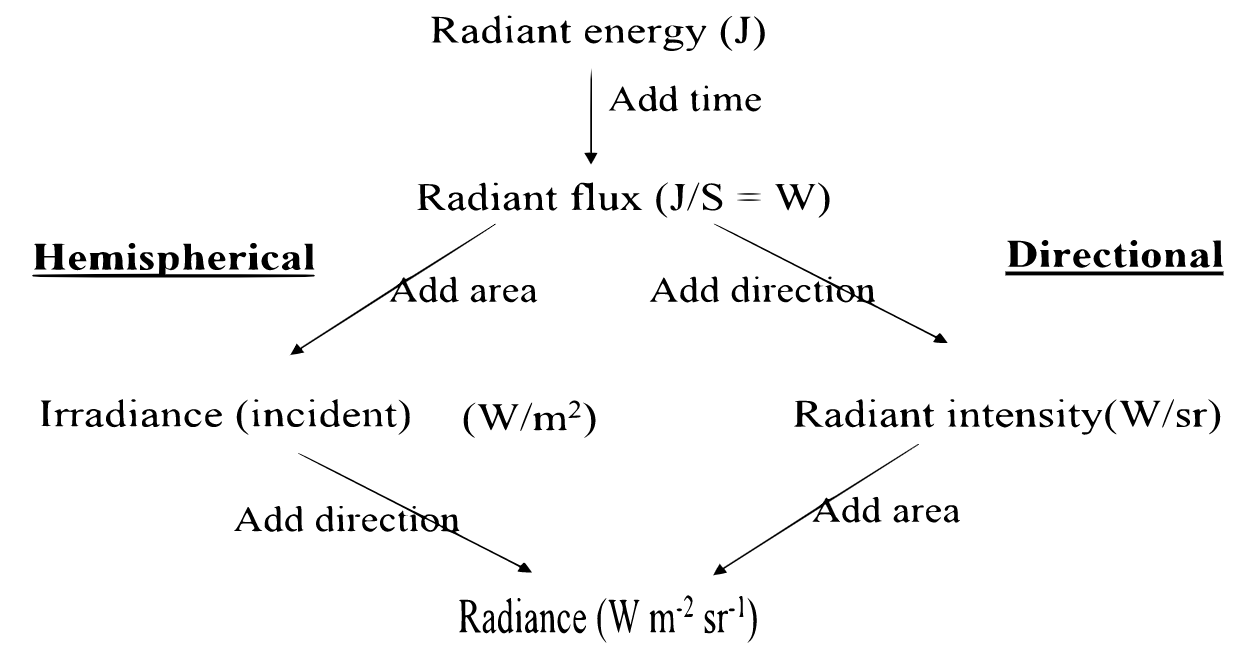 Radiant energy (J)
Add time
Radiant flux (J/S = W)
Hemispherical
Directional
Add area
Add direction
Irradiance (incident) (W/m²)
Radiant intensity(W/sr)
Add direction
Add area
Radiance (W m⁻² sr⁻¹)